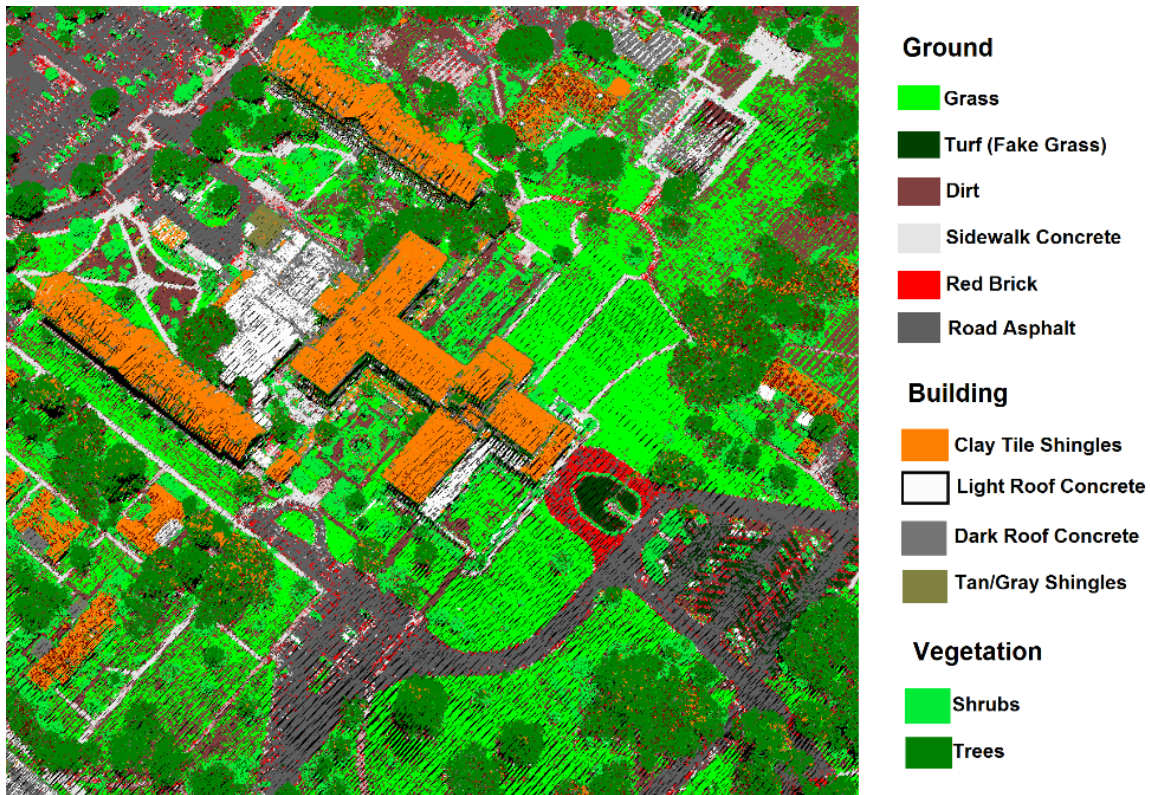 Ground
Grass
Turf (Fake Grass)
Dirt
Sidewalk Concrete
Red Brick
Road Asphalt
Building
Clay Tile Shingles
Light Roof Concrete
Dark Roof Concrete
Tan/Gray Shingles
Vegetation
Shrubs
Trees